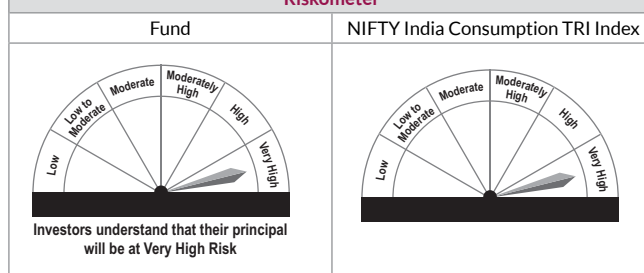 Riskometer
Fund
NIFTY India Consumption TRI Index
Low
Low to
Moderate
Moderate
Moderately
High
High
Very High
Investors understand that their principal
will be at Very High Risk
Low
Low to
Moderate
Moderate
Moderately
High
High
Very High